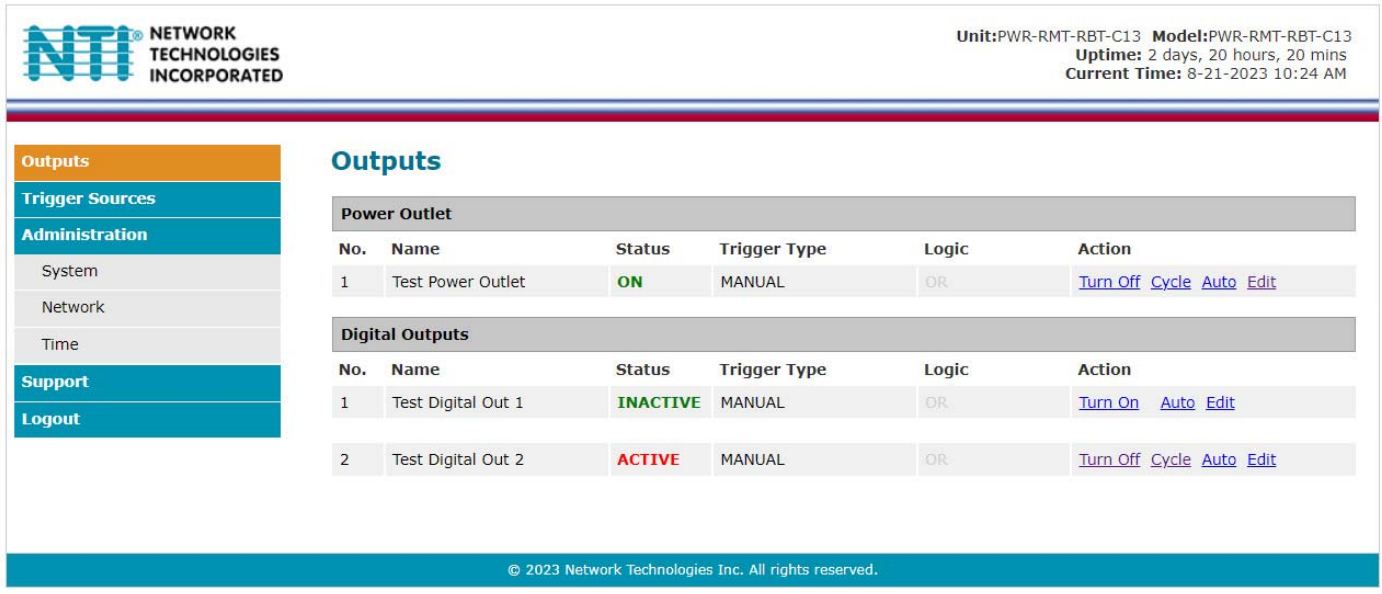 NTI® NETWORK
TECHNOLOGIES
INCORPORATED
Unit:PWR-RMT-RBT-C13 Model:PWR-RMT-RBT-C13
Uptime: 2 days, 20 hours, 20 mins
Current Time: 8-21-2023 10:24 AM
Outputs
Trigger Sources
Administration
System
Network
Time
Support
Logout
Outputs
Power Outlet
No. Name Status Trigger Type Logic Action
1 Test Power Outlet ON MANUAL OR Turn Off Cycle Auto Edit
Digital Outputs
No. Name Status Trigger Type Logic Action
1 Test Digital Out 1 INACTIVE MANUAL OR Turn On Auto Edit
2 Test Digital Out 2 ACTIVE MANUAL OR Turn Off Cycle Auto Edit
© 2023 Network Technologies Inc. All rights reserved.